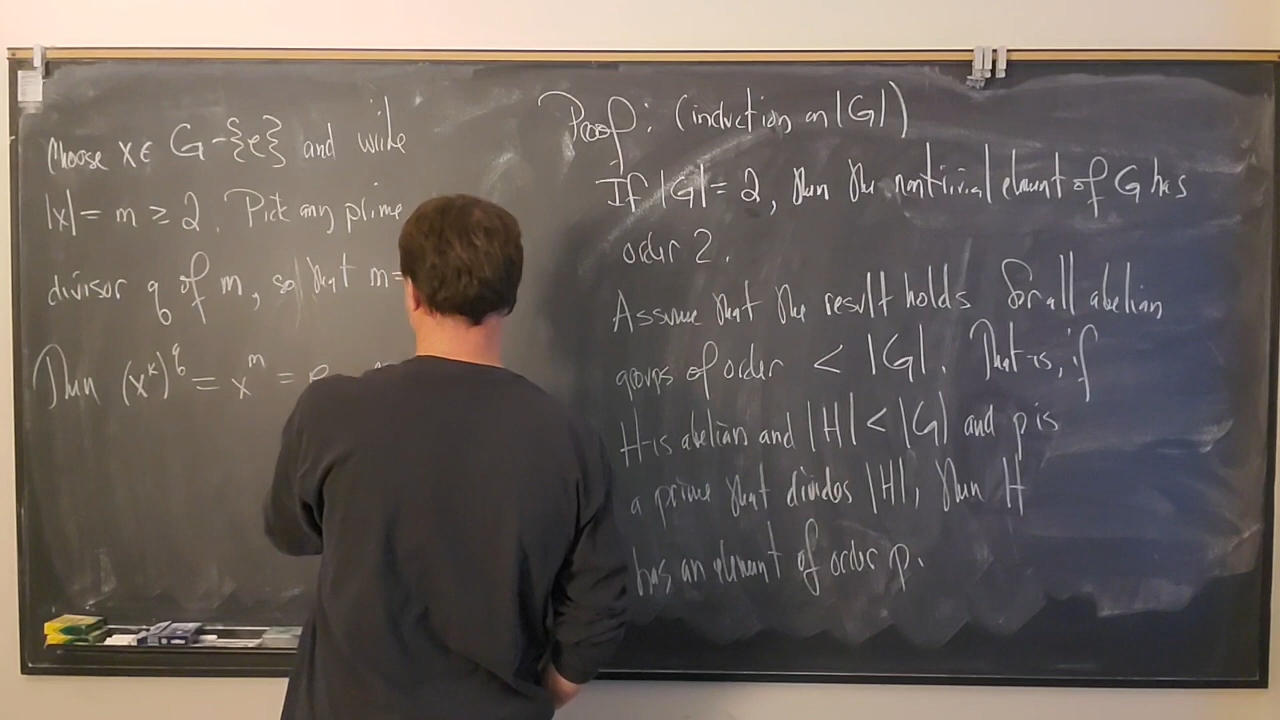 Choose x ∈ G-{e} and write
|x| = m ≥ 2. Pick any prime
divisor q of m, so that m =
Then (x^k)^q = x^m = e
Proof: (induction on |G|)
If |G| = 2, then the nontrivial element of G has
order 2.
Assume that the result holds for all abelian
groups of order < |G|. That is, if
H is abelian and |H| < |G| and p is
a prime that divides |H|, then H
has an element of order p.